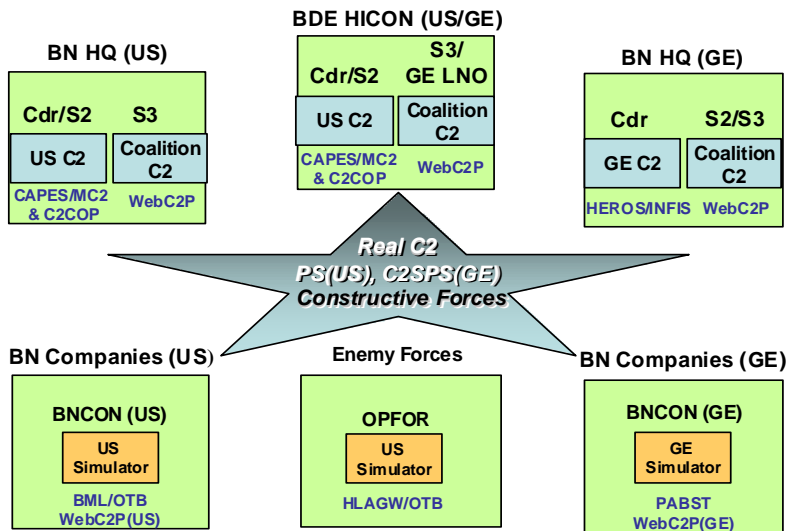 BDE HICON (US/GE)
BN HQ (US)
BN HQ (GE)
Cdr/S2 S3
US C2
Coalition
C2
CAPES/MC2
& C2COP
WebC2P
Cdr/S2
S3/
GE LNO
US C2
Coalition
C2
CAPES/MC2
& C2COP
WebC2P
Cdr S2/S3
GE C2
Coalition
C2
HEROS/INFIS WebC2P
Real C2
PS(US), C2SPS(GE)
Constructive Forces
BN Companies (US)
Enemy Forces
BN Companies (GE)
BNCON (US)
US
Simulator
BML/OTB
WebC2P(US)
OPFOR
US
Simulator
HLAGW/OTB
BNCON (GE)
GE
Simulator
PABST
WebC2P(GE)